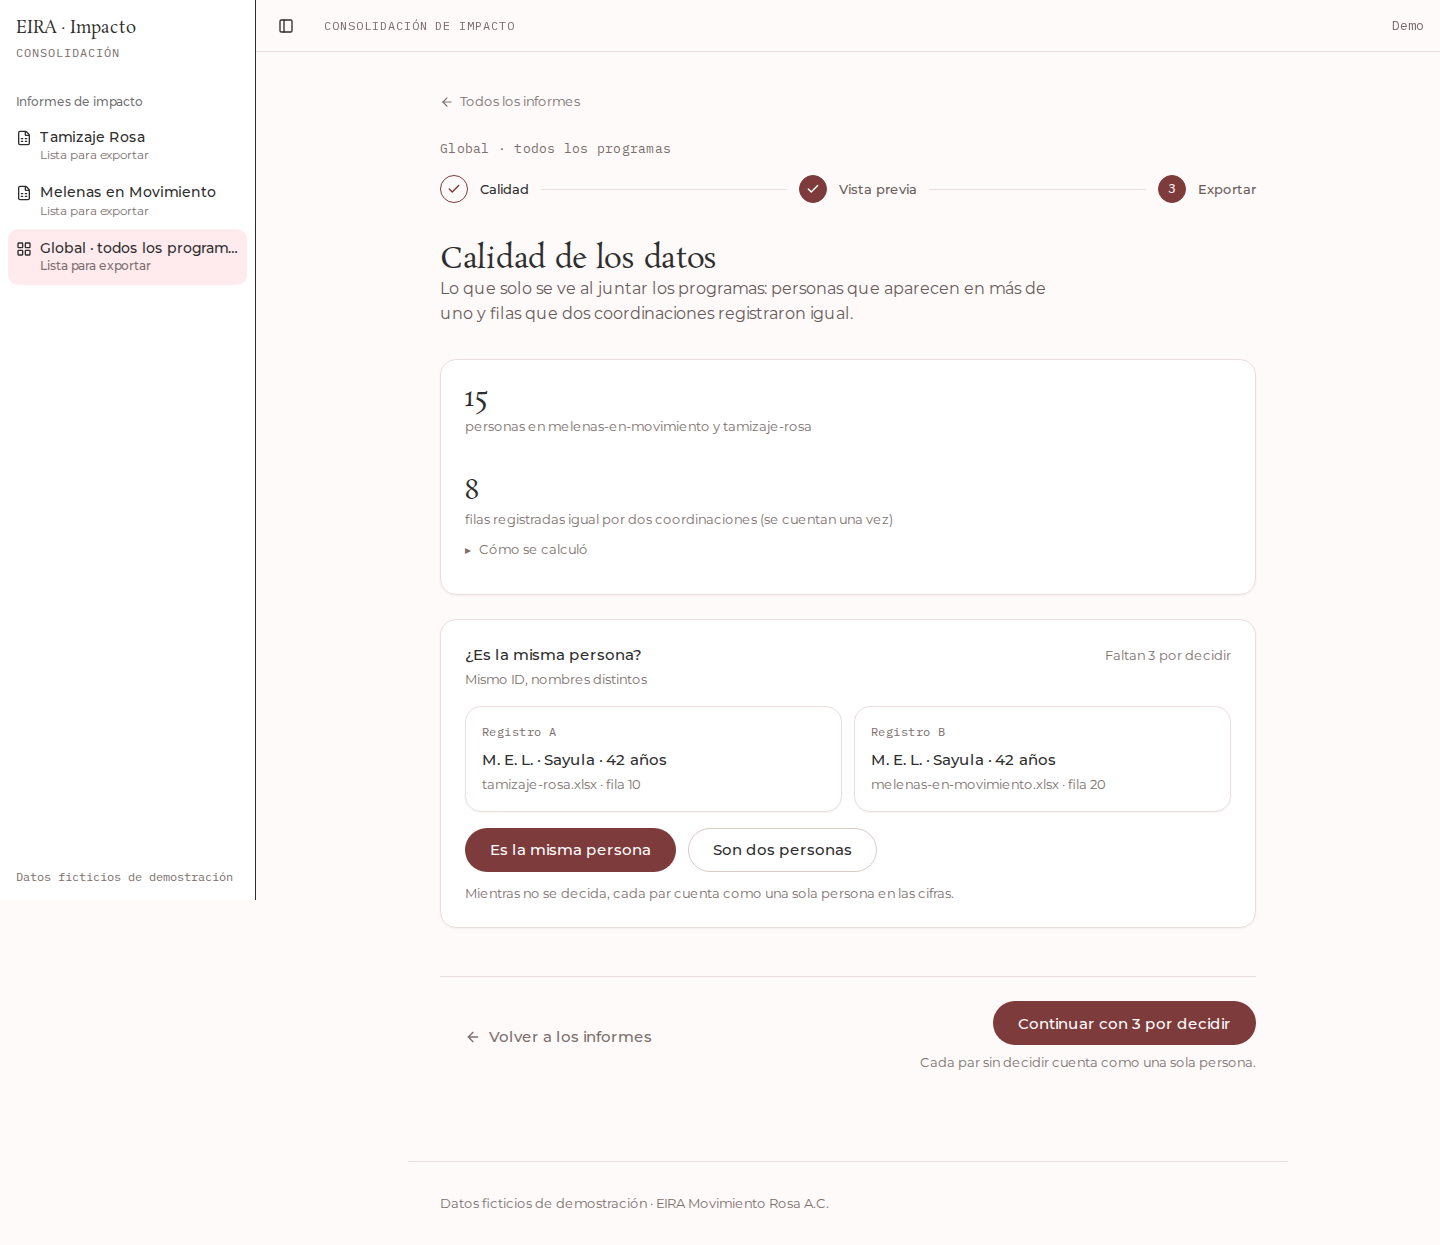 EIRA · Impacto
CONSOLIDACIÓN
Informes de impacto
Tamizaje Rosa
Lista para exportar
Melenas en Movimiento
Lista para exportar
Global · todos los program...
Lista para exportar
Datos ficticios de demostración
CONSOLIDACIÓN DE IMPACTO
Demo
← Todos los informes
Global · todos los programas
Calidad
Vista previa
3 Exportar
Calidad de los datos
Lo que solo se ve al juntar los programas: personas que aparecen en más de
uno y filas que dos coordinaciones registraron igual.
15
personas en melenas-en-movimiento y tamizaje-rosa
8
filas registradas igual por dos coordinaciones (se cuentan una vez)
▸ Cómo se calculó
¿Es la misma persona?
Faltan 3 por decidir
Mismo ID, nombres distintos
Registro A
M. E. L. · Sayula · 42 años
tamizaje-rosa.xlsx · fila 10
Registro B
M. E. L. · Sayula · 42 años
melenas-en-movimiento.xlsx · fila 20
Es la misma persona
Son dos personas
Mientras no se decida, cada par cuenta como una sola persona en las cifras.
← Volver a los informes
Continuar con 3 por decidir
Cada par sin decidir cuenta como una sola persona.
Datos ficticios de demostración · EIRA Movimiento Rosa A.C.